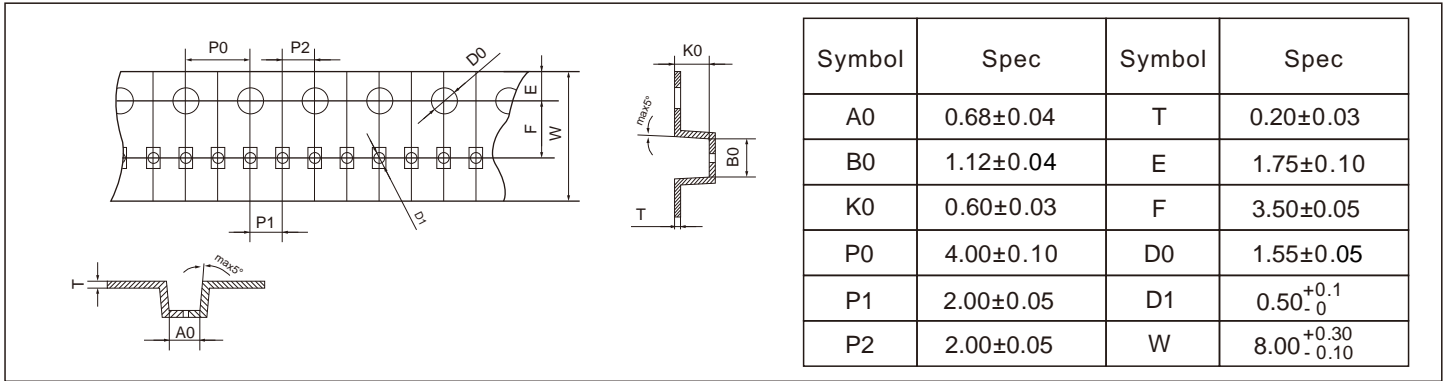 P0 P2 D0
E
F
W
P1
D1
T
max5°
A0
K0
max5°
B0
T
Symbol Spec Symbol Spec
A0 0.68±0.04 T 0.20±0.03
B0 1.12±0.04 E 1.75±0.10
K0 0.60±0.03 F 3.50±0.05
P0 4.00±0.10 D0 1.55±0.05
P1 2.00±0.05 D1 0.50 +0.1 - 0
P2 2.00±0.05 W 8.00 +0.30 - 0.10